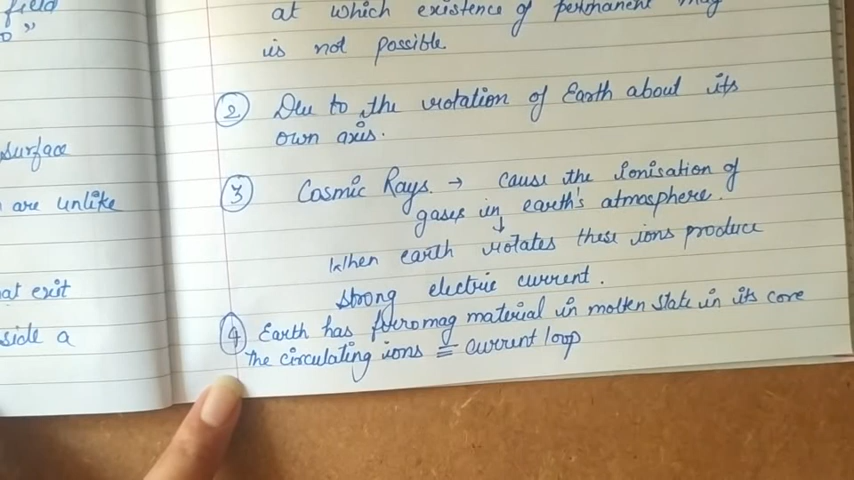 field
surface
are unlike
at exit
side a
at which existence of permanent mag
is not possible.
2 Due to the rotation of Earth about its
own axis.
3 Cosmic Rays. → cause the ionisation of
gases in earth's atmosphere.
↓
When earth rotates these ions produce
strong electric current.
4 Earth has ferromag material in molten state in its core
The circulating ions ≡ current loop